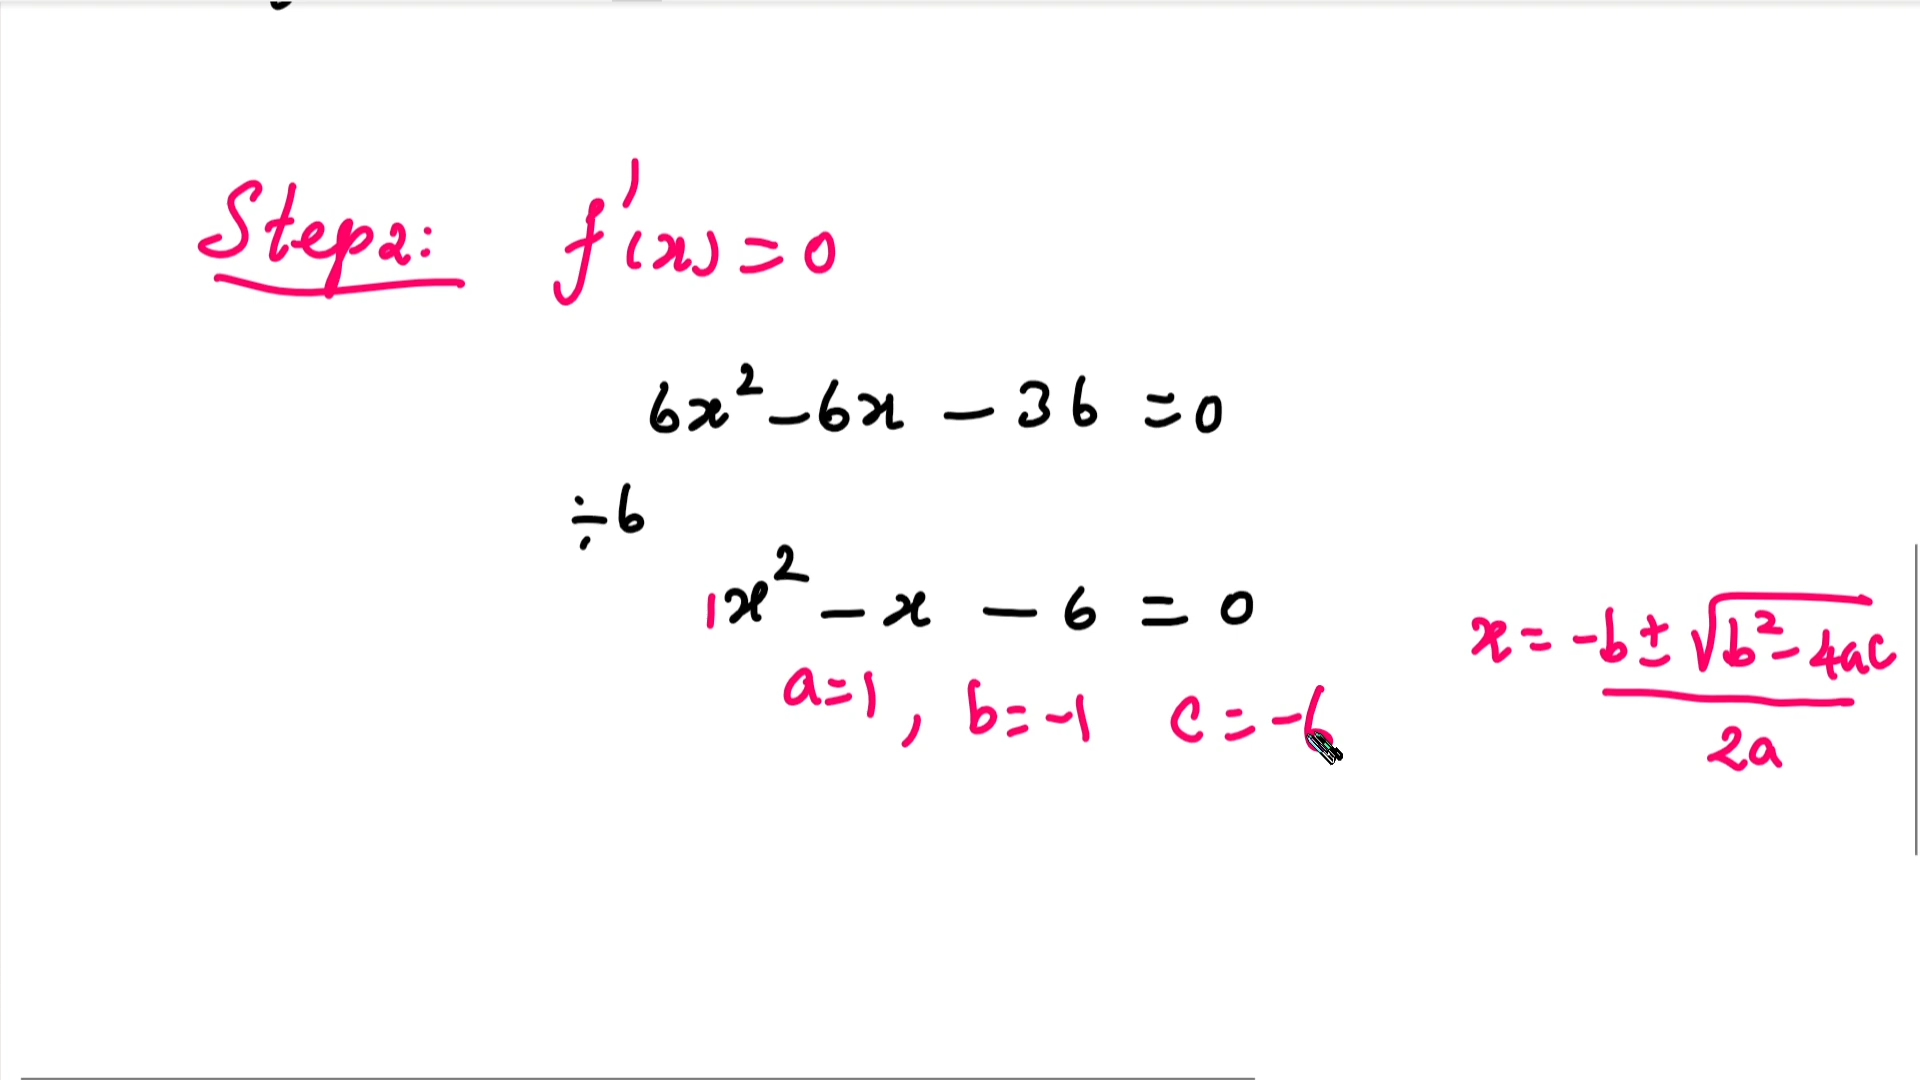 Step2: f'(x) = 0
6x² - 6x - 36 = 0
÷6
1x² - x - 6 = 0
a=1, b=-1 c=-6
x = -b ± √b² - 4ac
2a